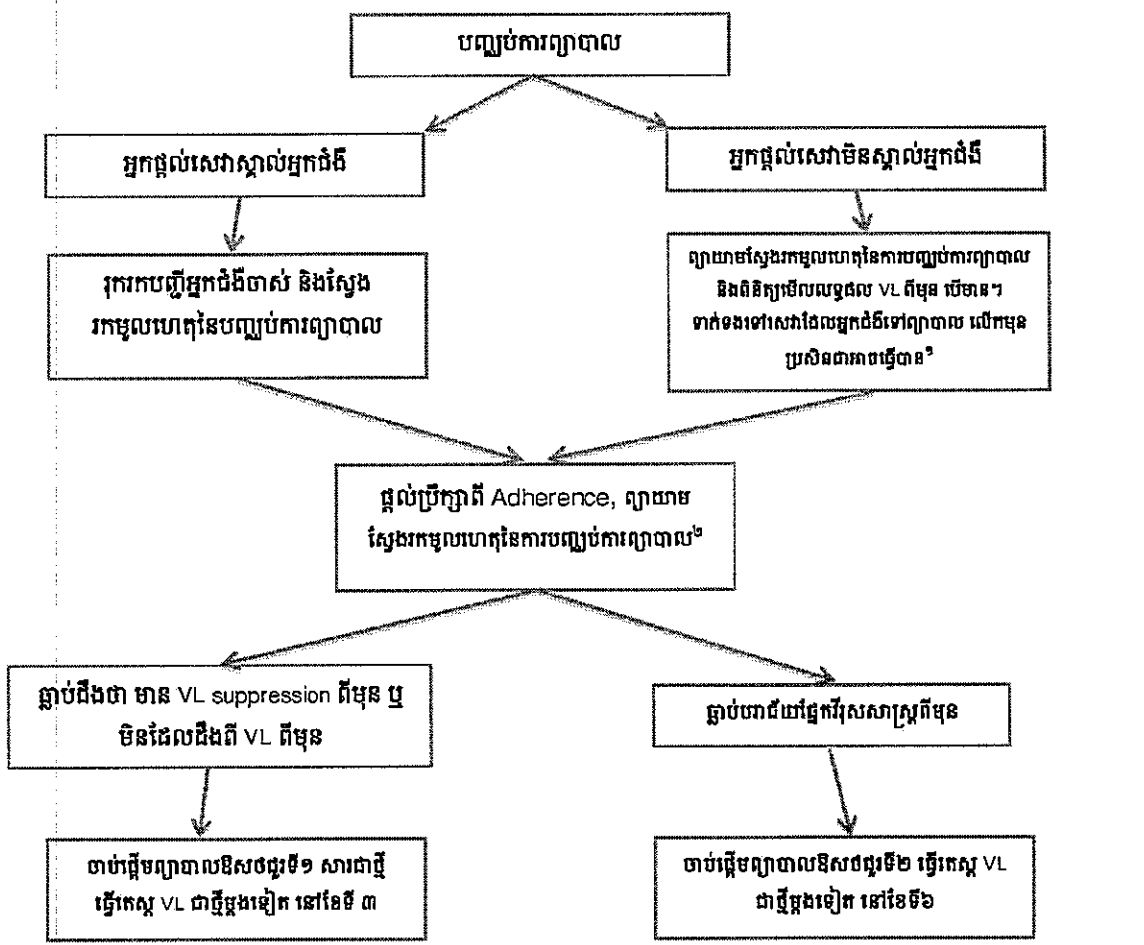 បញ្ឈប់ការព្យាបាល
អ្នកផ្តល់សេវាស្គាល់អ្នកជំងឺ
អ្នកផ្តល់សេវាមិនស្គាល់អ្នកជំងឺ
រុករកបញ្ជីអ្នកជំងឺចាស់ និងស្វែង
រកមូលហេតុនៃបញ្ឈប់ការព្យាបាល
ព្យាយាមស្វែងរកមូលហេតុនៃការបញ្ឈប់ការព្យាបាល
និងពិនិត្យមើលលទ្ធផល VL ពីមុន បើមាន។
ទាក់ទងទៅសេវាដែលអ្នកជំងឺទៅព្យាបាល លើកមុន
ប្រសិនជាអាចធ្វើបាន១
ផ្តល់ប្រឹក្សាពី Adherence, ព្យាយាម
ស្វែងរកមូលហេតុនៃការបញ្ឈប់ការព្យាបាល២
ធ្លាប់ដឹងថា មាន VL suppression ពីមុន ឬ
មិនដែលដឹងពី VL ពីមុន
ធ្លាប់បរាជ័យផ្នែកវីរុសសាស្ត្រពីមុន
ចាប់ផ្តើមព្យាបាលឱសថជួរទី១ សារជាថ្មី
ធ្វើតេស្ត VL ជាថ្មីម្តងទៀត នៅខែទី ៣
ចាប់ផ្តើមព្យាបាលឱសថជួរទី២ ធ្វើតេស្ត VL
ជាថ្មីម្តងទៀត នៅខែទី៦